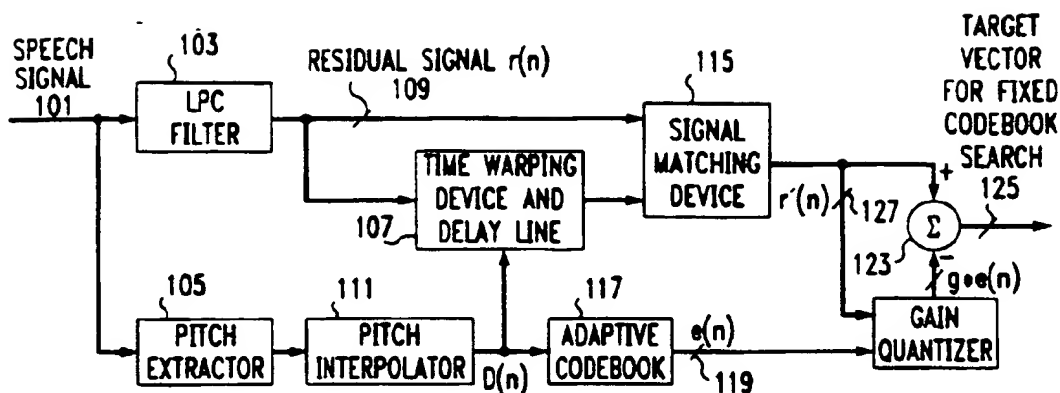 SPEECH
SIGNAL
101
103
LPC
FILTER
RESIDUAL SIGNAL r(n)
109
115
SIGNAL
MATCHING
DEVICE
TARGET
VECTOR
FOR FIXED
CODEBOOK
SEARCH
125
TIME WARPING
DEVICE AND
DELAY LINE
107
r'(n)
127
+
Σ
123
−
g•e(n)
105
PITCH
EXTRACTOR
111
PITCH
INTERPOLATOR
D(n)
117
ADAPTIVE
CODEBOOK
e(n)
119
GAIN
QUANTIZER